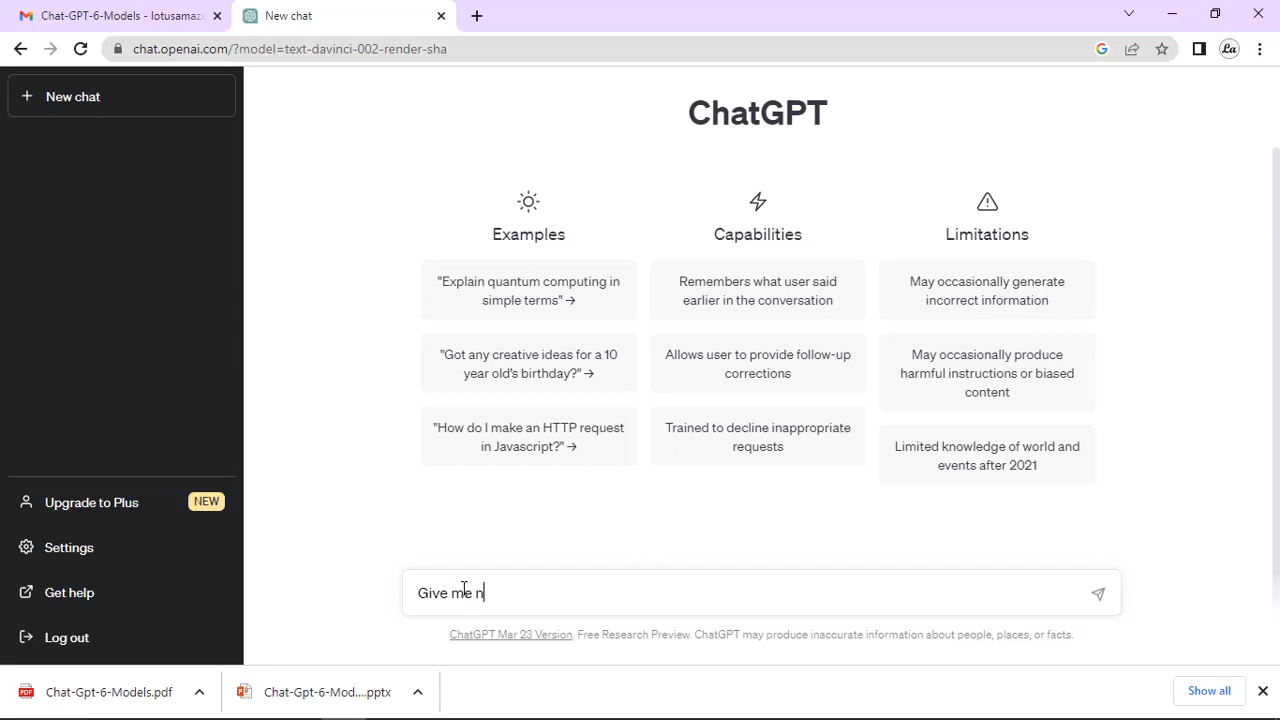 Chat-GPT-6-Models - lotusamaze
New chat
chat.openai.com/?model=text-davinci-002-render-sha
La
New chat
ChatGPT
Examples
Capabilities
Limitations
"Explain quantum computing in
simple terms" →
Remembers what user said
earlier in the conversation
May occasionally generate
incorrect information
"Got any creative ideas for a 10
year old's birthday?" →
Allows user to provide follow-up
corrections
May occasionally produce
harmful instructions or biased
content
"How do I make an HTTP request
in Javascript?" →
Trained to decline inappropriate
requests
Limited knowledge of world and
events after 2021
Upgrade to Plus
NEW
Settings
Get help
Log out
Give me n
ChatGPT Mar 23 Version. Free Research Preview. ChatGPT may produce inaccurate information about people, places, or facts.
PDF
Chat-Gpt-6-Models.pdf
Chat-Gpt-6-Mod....pptx
Show all